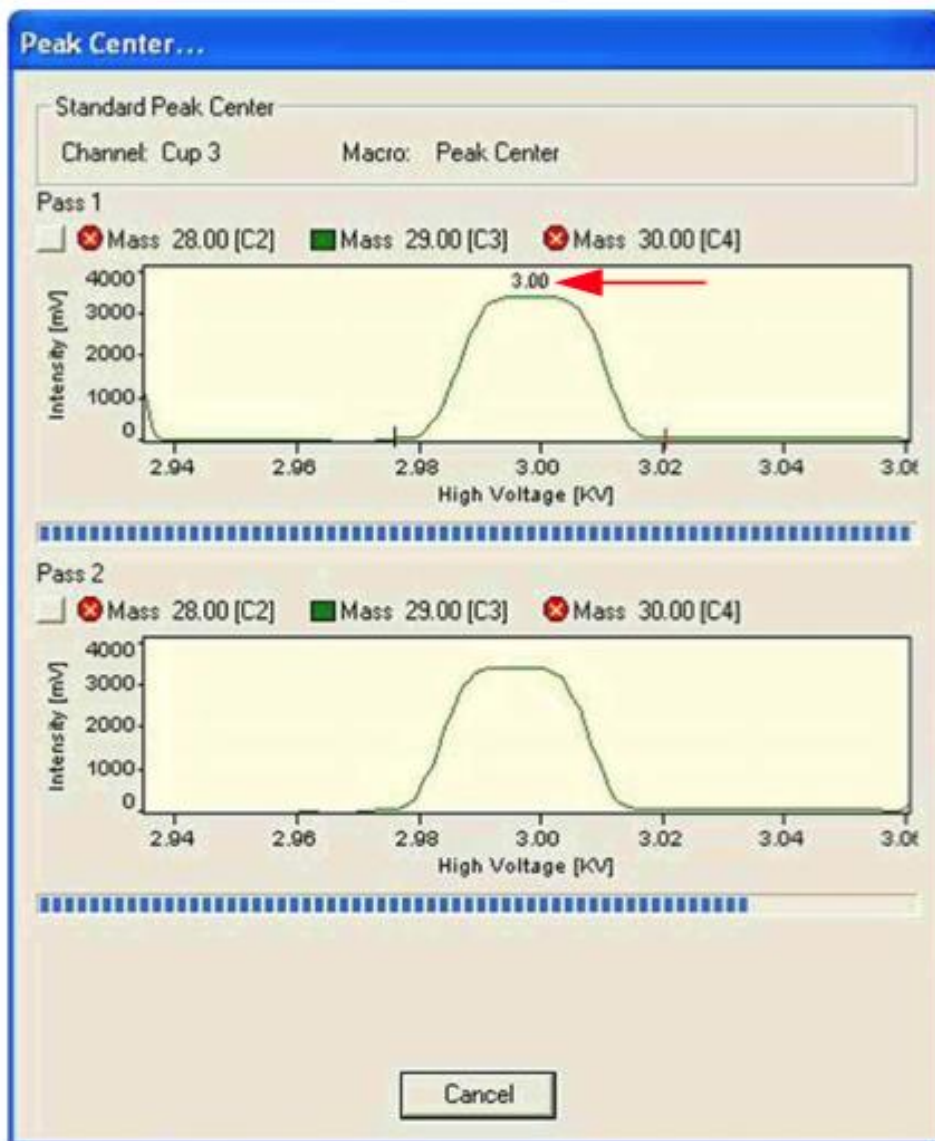 Peak Center...
Standard Peak Center
Channel: Cup 3 Macro: Peak Center
Pass 1
Mass 28.00 [C2] Mass 29.00 [C3] Mass 30.00 [C4]
3.00
4000
3000
2000
1000
0
Intensity [mV]
2.94 2.96 2.98 3.00 3.02 3.04 3.06
High Voltage [KV]
Pass 2
Mass 28.00 [C2] Mass 29.00 [C3] Mass 30.00 [C4]
4000
3000
2000
1000
0
Intensity [mV]
2.94 2.96 2.98 3.00 3.02 3.04 3.06
High Voltage [KV]
Cancel